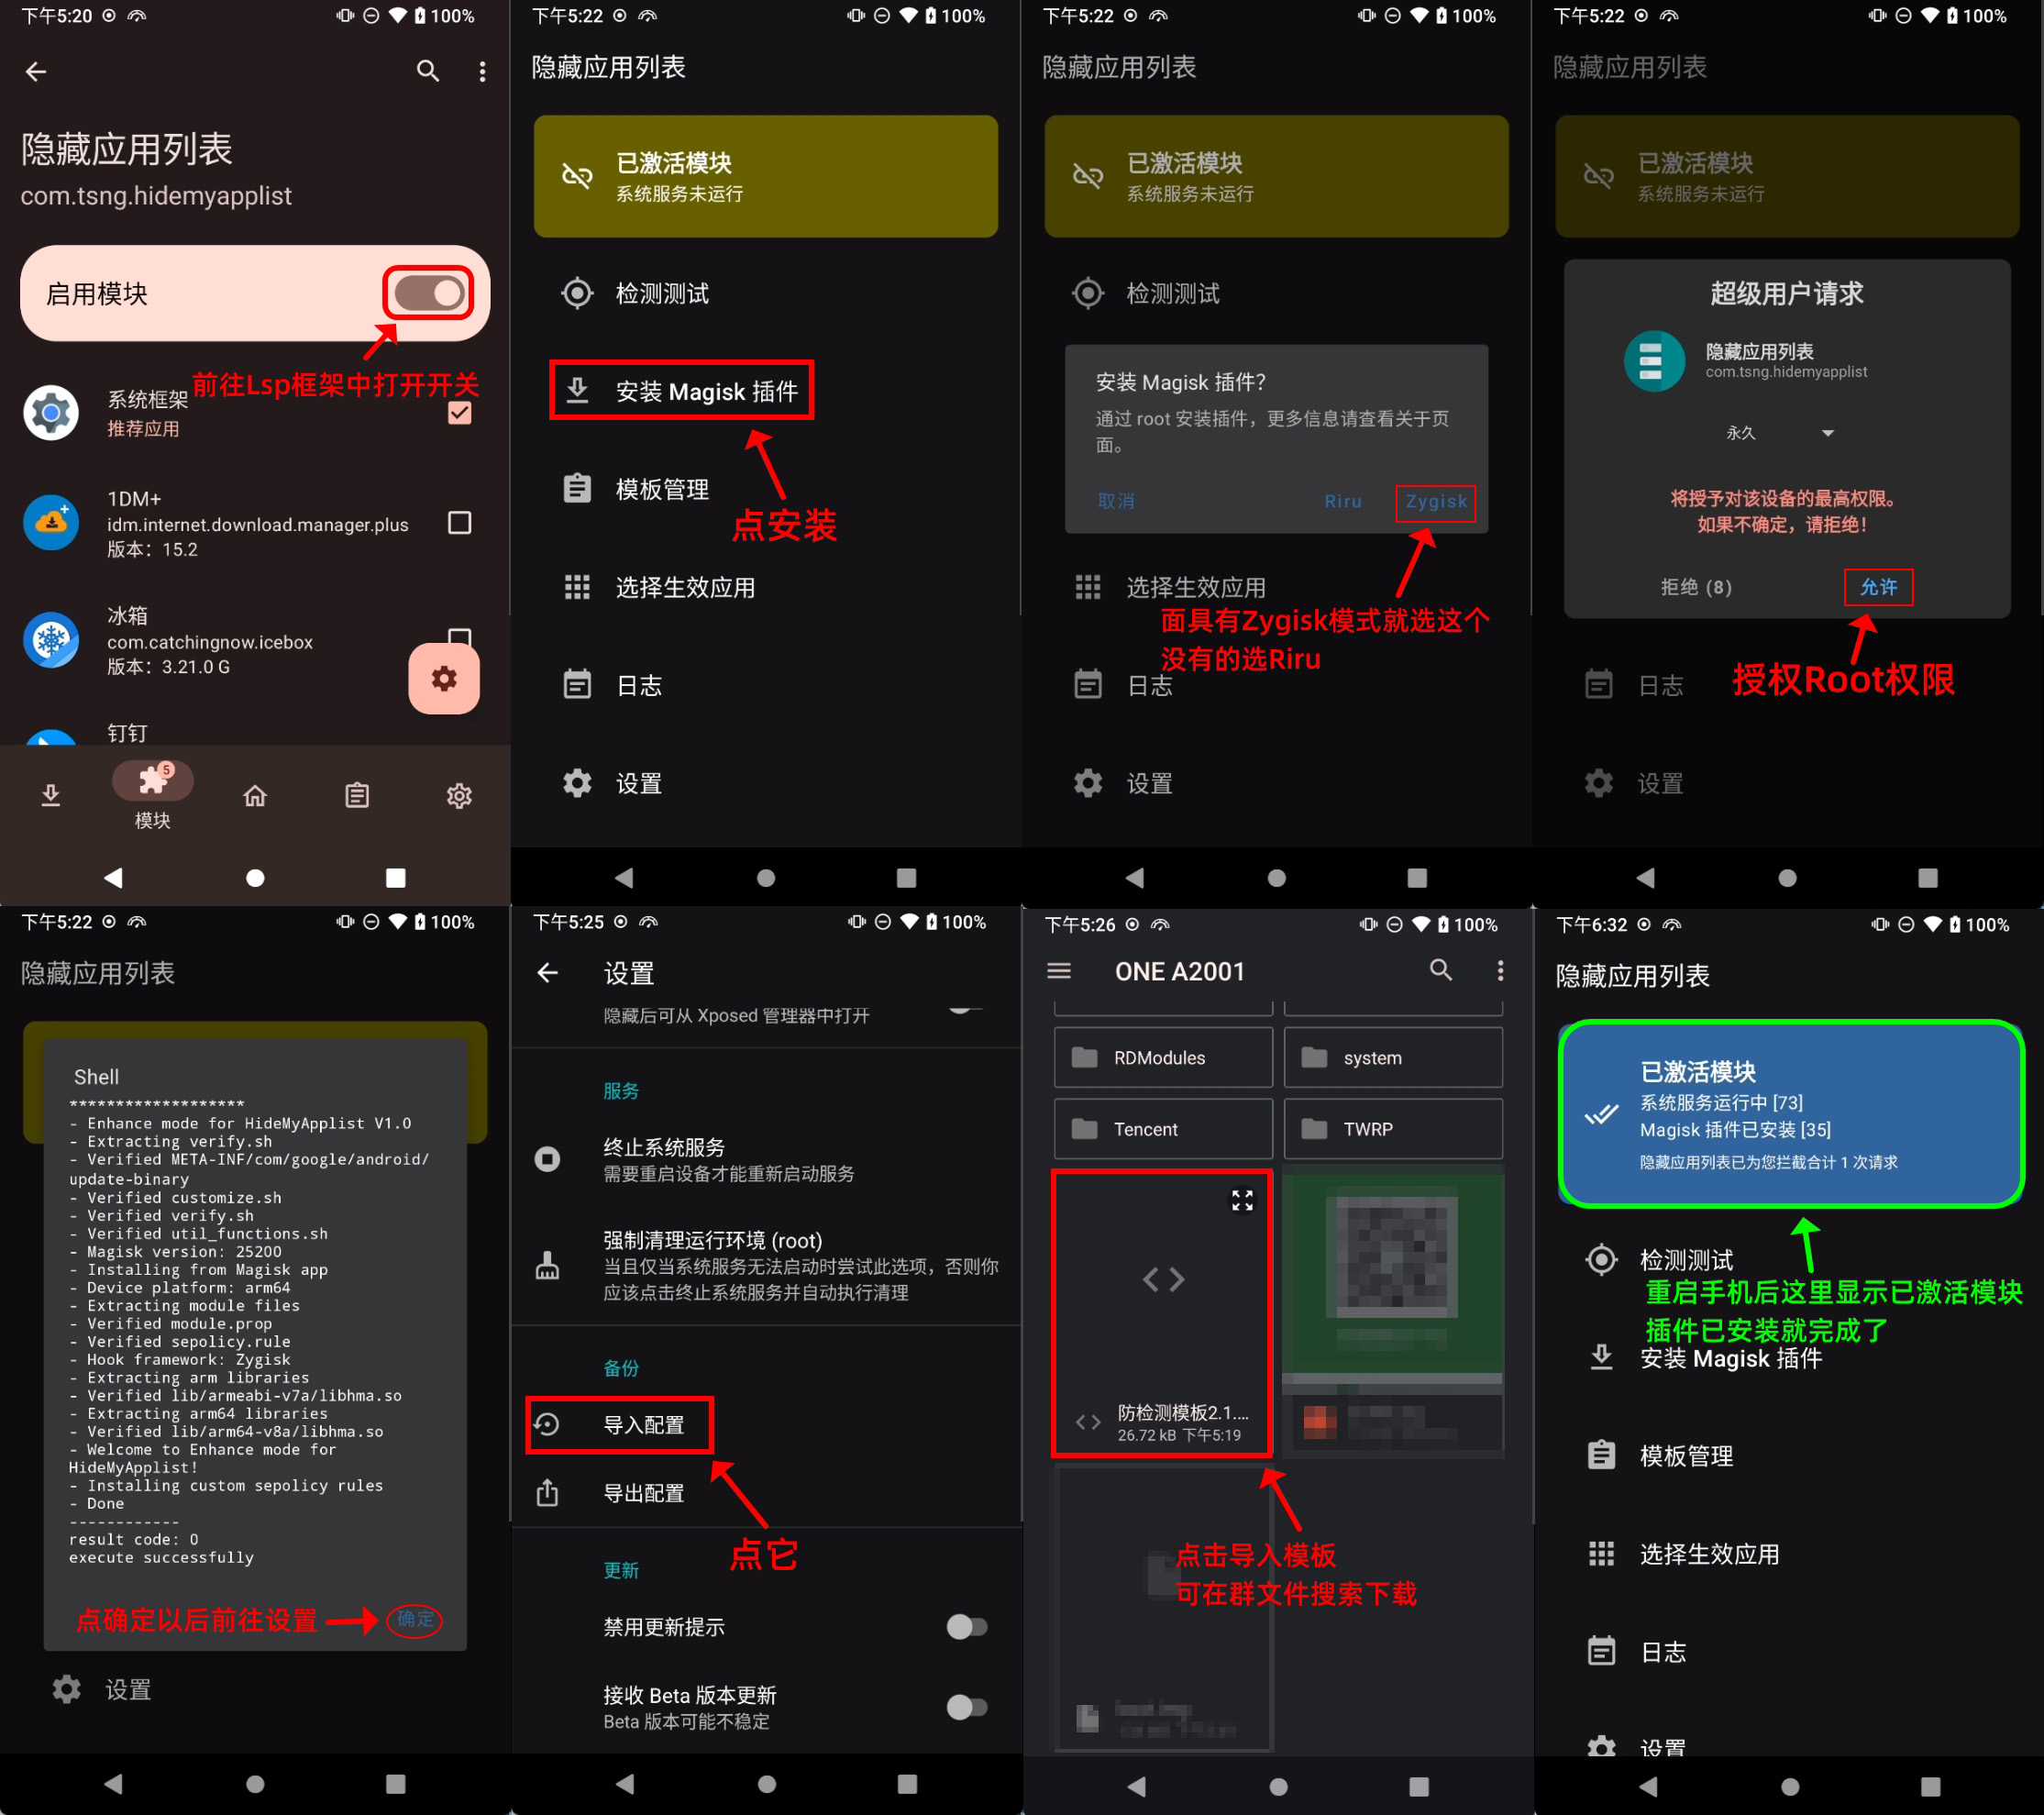 下午5:20
100%
隐藏应用列表
com.tsng.hidemyapplist
启用模块
前往Lsp框架中打开开关
系统框架
推荐应用
1DM+
idm.internet.download.manager.plus
版本：15.2
冰箱
com.catchingnow.icebox
版本：3.21.0 G
钉钉
5
模块
下午5:22
100%
隐藏应用列表
已激活模块
系统服务未运行
检测测试
安装 Magisk 插件
点安装
模板管理
选择生效应用
日志
设置
下午5:22
100%
隐藏应用列表
已激活模块
系统服务未运行
检测测试
安装 Magisk 插件?
通过 root 安装插件，更多信息请查看关于页
面。
取消
Riru
Zygisk
选择生效应用
面具有Zygisk模式就选这个
没有的选Riru
日志
设置
下午5:22
100%
隐藏应用列表
已激活模块
系统服务未运行
超级用户请求
隐藏应用列表
com.tsng.hidemyapplist
永久
将授予对该设备的最高权限。
如果不确定，请拒绝！
拒绝 (8)
允许
授权Root权限
日志
设置
下午5:22
100%
隐藏应用列表
Shell
*******************
- Enhance mode for HideMyApplist V1.0
- Extracting verify.sh
- Verified META-INF/com/google/android/
update-binary
- Verified customize.sh
- Verified verify.sh
- Verified util_functions.sh
- Magisk version: 25200
- Installing from Magisk app
- Device platform: arm64
- Extracting module files
- Verified module.prop
- Verified sepolicy.rule
- Hook framework: Zygisk
- Extracting arm libraries
- Verified lib/armeabi-v7a/libhma.so
- Extracting arm64 libraries
- Verified lib/arm64-v8a/libhma.so
- Welcome to Enhance mode for
HideMyApplist!
- Installing custom sepolicy rules
- Done
------------
result code: 0
execute successfully
点确定以后前往设置
确定
设置
下午5:25
100%
设置
隐藏后可从 Xposed 管理器中打开
服务
终止系统服务
需要重启设备才能重新启动服务
强制清理运行环境 (root)
当且仅当系统服务无法启动时尝试此选项，否则你
应该点击终止系统服务并自动执行清理
备份
导入配置
导出配置
点它
更新
禁用更新提示
接收 Beta 版本更新
Beta 版本可能不稳定
下午5:26
100%
ONE A2001
RDModules
system
Tencent
TWRP
防检测模板2.1....
26.72 kB 下午5:19
点击导入模板
可在群文件搜索下载
下午6:32
100%
隐藏应用列表
已激活模块
系统服务运行中 [73]
Magisk 插件已安装 [35]
隐藏应用列表已为您拦截合计 1 次请求
检测测试
重启手机后这里显示已激活模块
插件已安装就完成了
安装 Magisk 插件
模板管理
选择生效应用
日志
设置